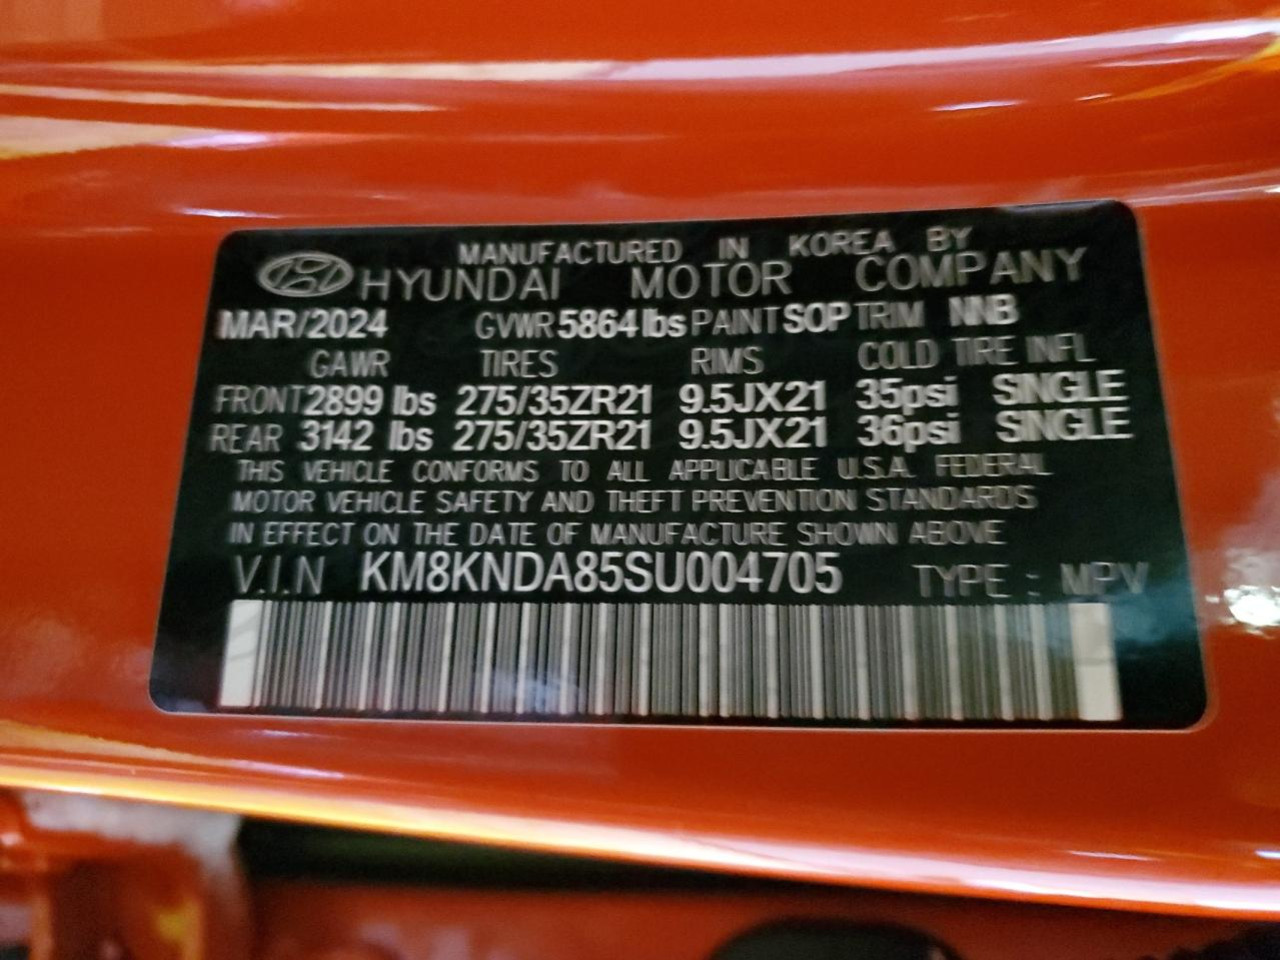 MANUFACTURED IN KOREA BY
HYUNDAI MOTOR COMPANY
MAR/2024 GVWR 5864 lbs PAINT SOP TRIM NNB
GAWR TIRES RIMS COLD TIRE INFL
FRONT 2899 lbs 275/35ZR21 9.5JX21 35psi SINGLE
REAR 3142 lbs 275/35ZR21 9.5JX21 36psi SINGLE
THIS VEHICLE CONFORMS TO ALL APPLICABLE U.S.A. FEDERAL
MOTOR VEHICLE SAFETY AND THEFT PREVENTION STANDARDS
IN EFFECT ON THE DATE OF MANUFACTURE SHOWN ABOVE
V.I.N KM8KNDA85SU004705 TYPE : MPV